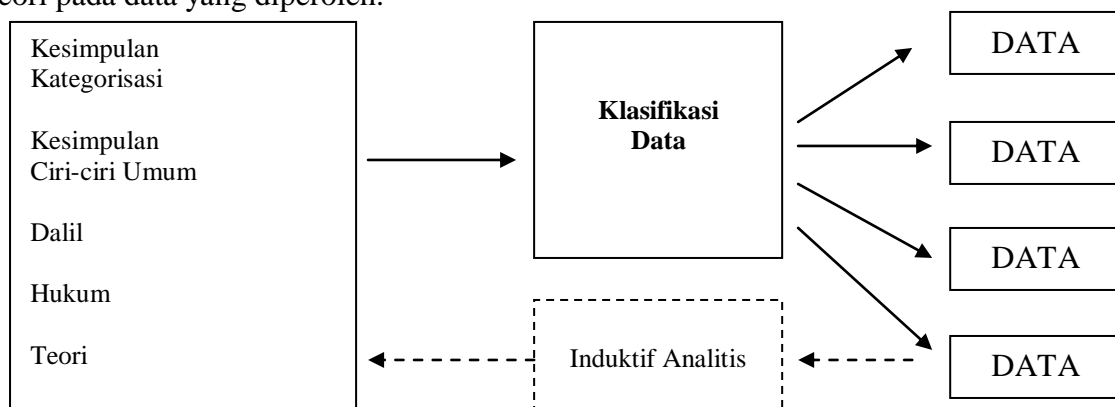 teori pada data yang diperoleh.
Kesimpulan
Kategorisasi
Kesimpulan
Ciri-ciri Umum
Dalil
Hukum
Teori
Klasifikasi
Data
Induktif Analitis
DATA
DATA
DATA
DATA